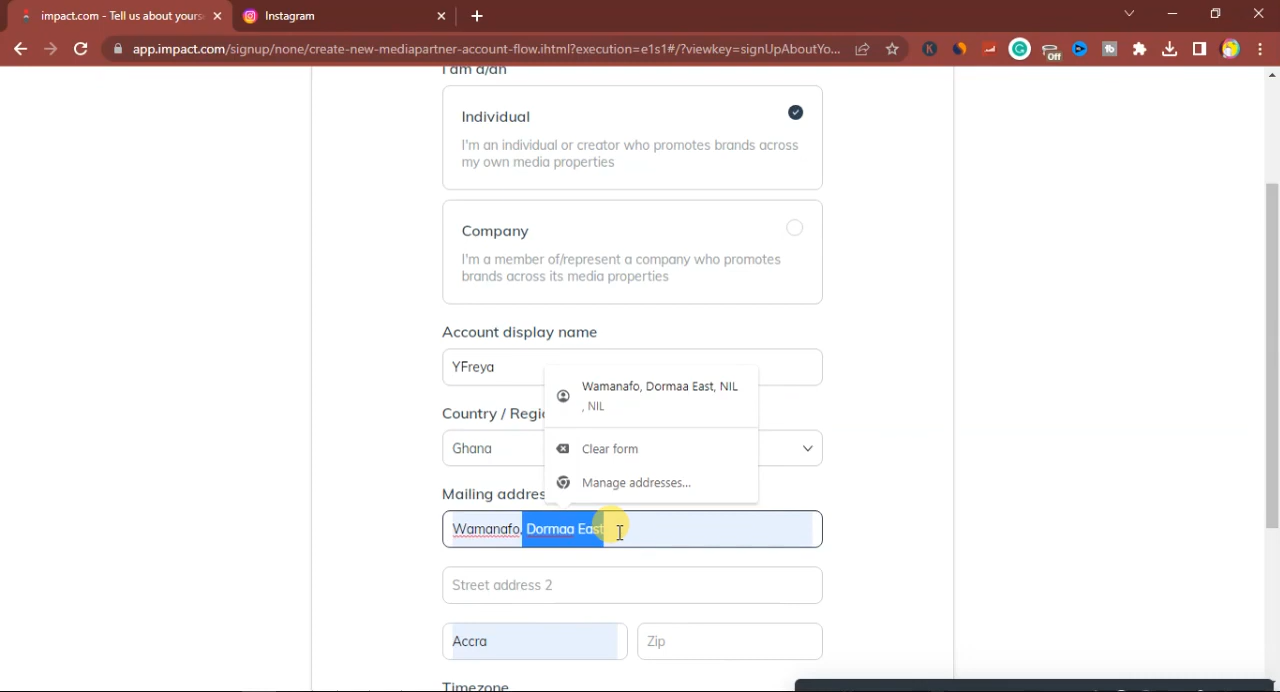 impact.com - Tell us about yours
Instagram
app.impact.com/signup/none/create-new-mediapartner-account-flow.ihtml?execution=e1s1#/?viewkey=signUpAboutYo...
Off
I am a/an
Individual
I'm an individual or creator who promotes brands across
my own media properties
Company
I'm a member of/represent a company who promotes
brands across its media properties
Account display name
YFreya
Wamanafo, Dormaa East, NIL
, NIL
Country / Regi
Ghana
Clear form
Manage addresses...
Mailing addres
Wamanafo, Dormaa East
Street address 2
Accra
Zip
Timezone